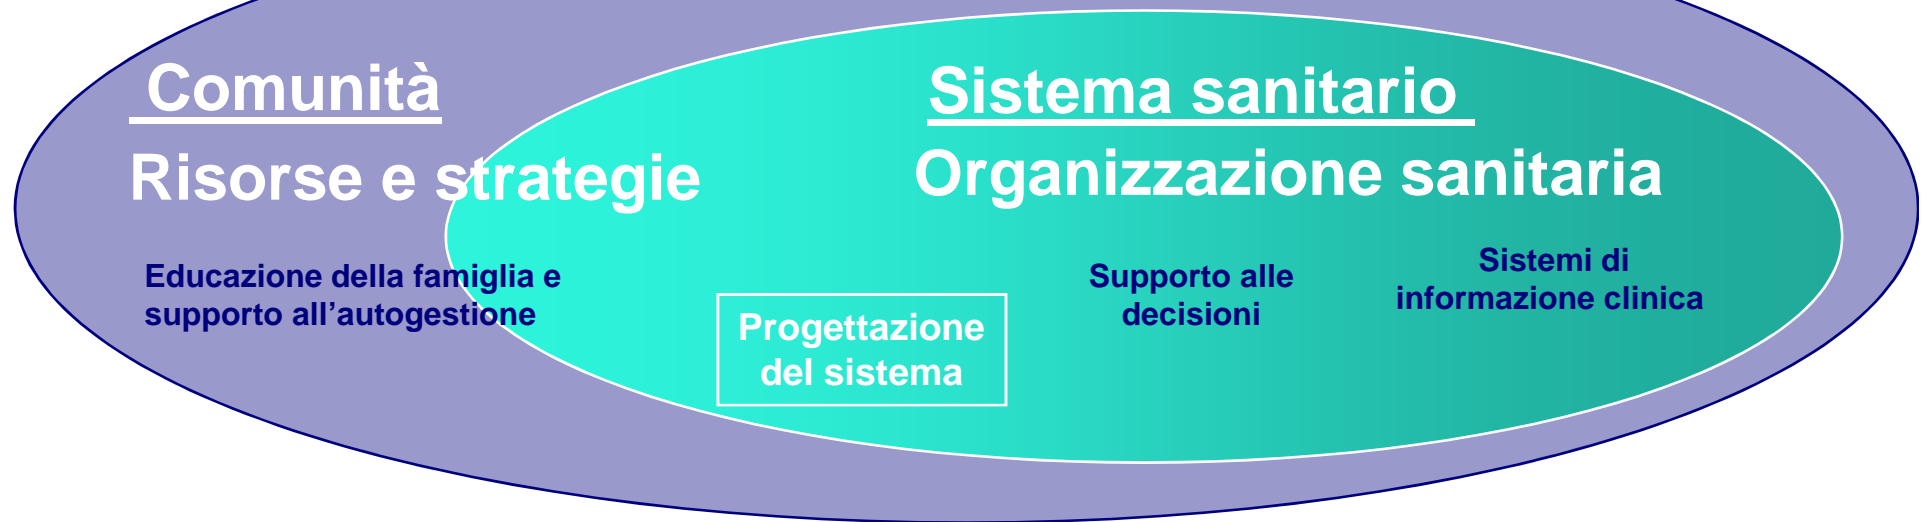 Comunità
Risorse e strategie
Sistema sanitario
Organizzazione sanitaria
Educazione della famiglia e
supporto all'autogestione
Progettazione
del sistema
Supporto alle
decisioni
Sistemi di
informazione clinica